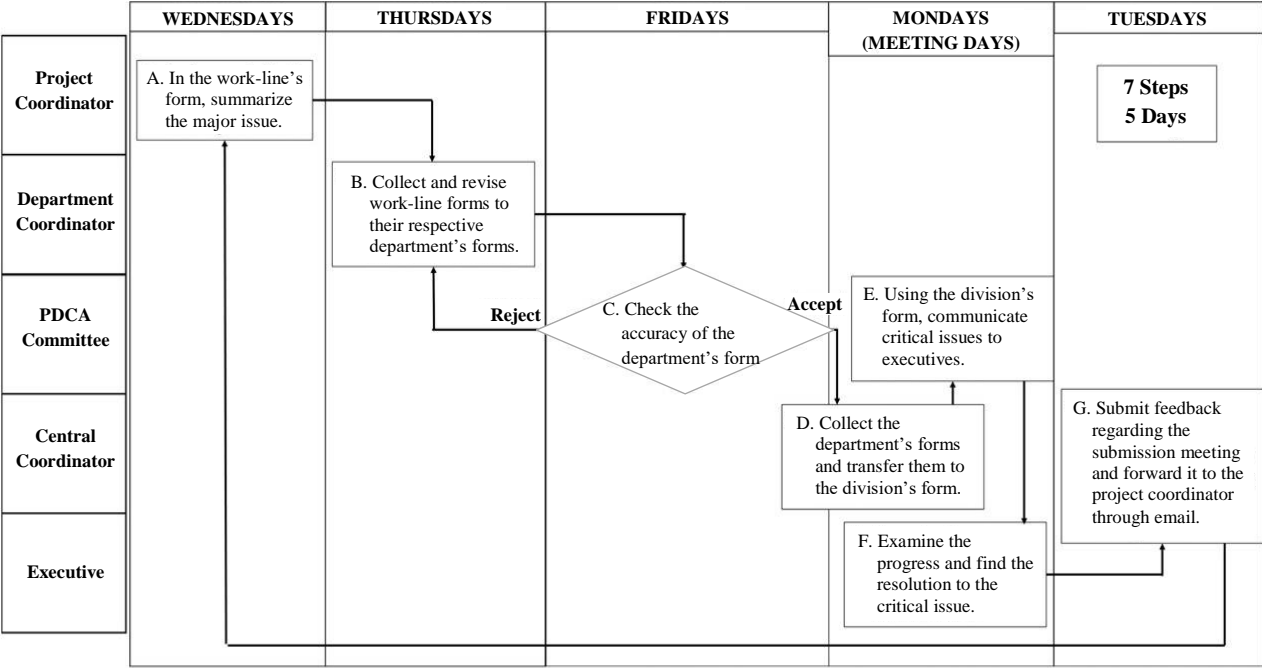 WEDNESDAYS
THURSDAYS
FRIDAYS
MONDAYS
(MEETING DAYS)
TUESDAYS
Project
Coordinator
A. In the work-line’s
form, summarize
the major issue.
7 Steps
5 Days
Department
Coordinator
B. Collect and revise
work-line forms to
their respective
department’s forms.
PDCA
Committee
Reject
C. Check the
accuracy of the
department’s form
Accept
E. Using the division’s
form, communicate
critical issues to
executives.
Central
Coordinator
D. Collect the
department’s forms
and transfer them to
the division’s form.
G. Submit feedback
regarding the
submission meeting
and forward it to the
project coordinator
through email.
Executive
F. Examine the
progress and find the
resolution to the
critical issue.